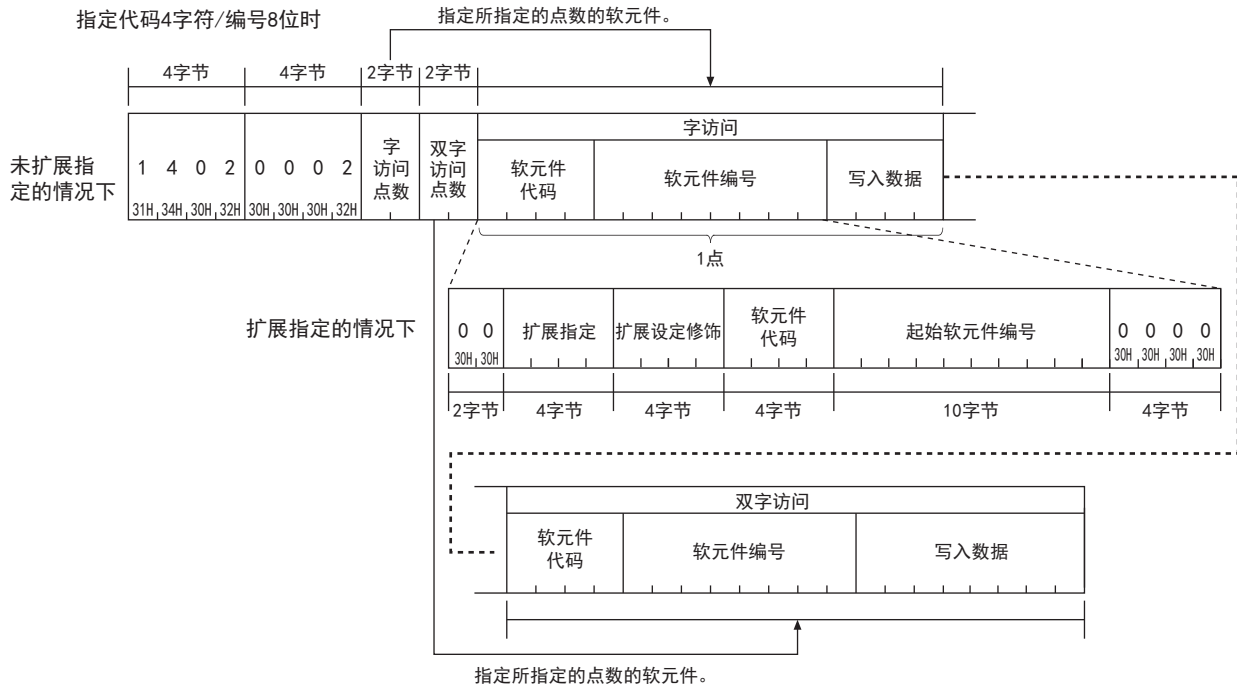 指定代码4字符/编号8位时
指定所指定的点数的软元件。
4字节 4字节 2字节 2字节
未扩展指
定的情况下
1 4 0 2 0 0 0 2
31H 34H 30H 32H 30H 30H 30H 32H
字
访问
点数
双字
访问
点数
字访问
软元件
代码
软元件编号
写入数据
1点
扩展指定的情况下
0 0
30H 30H
扩展指定
扩展设定修饰
软元件
代码
起始软元件编号
0 0 0 0
30H 30H 30H 30H
2字节 4字节 4字节 4字节 10字节 4字节
双字访问
软元件
代码
软元件编号
写入数据
指定所指定的点数的软元件。